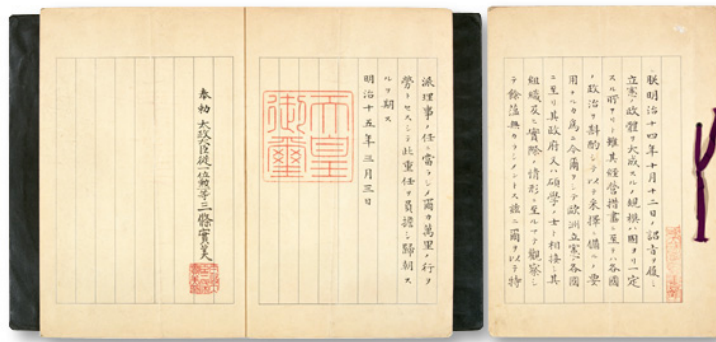 朕明治十四年十月十二日ノ詔旨ヲ履ミ
立憲ノ政體ヲ大成スルノ規模ハ固ヨリ一定
スル所アリト雖其經營措畫ニ至テハ各國
ノ政治ヲ斟酌シテ以テ采擇ニ備ルノ要
用ナルカ爲ニ今爾ヲシテ歐洲立憲ノ各國
ニ至リ其政府又ハ碩學ノ士ト相接シ其
組織及ヒ實際ノ情形ニ至ルマテ觀察シ
テ餘蘊無カラシメントス茲ニ爾ヲ以テ特
派理事ノ任ニ當ラシメ爾カ萬里ノ行ヲ
勞トセスシテ此重任ヲ負擔シ歸朝ス
ルヲ期ス
明治十五年三月三日
天皇
御璽
奉勅 太政大臣從一位勲一等三條實美